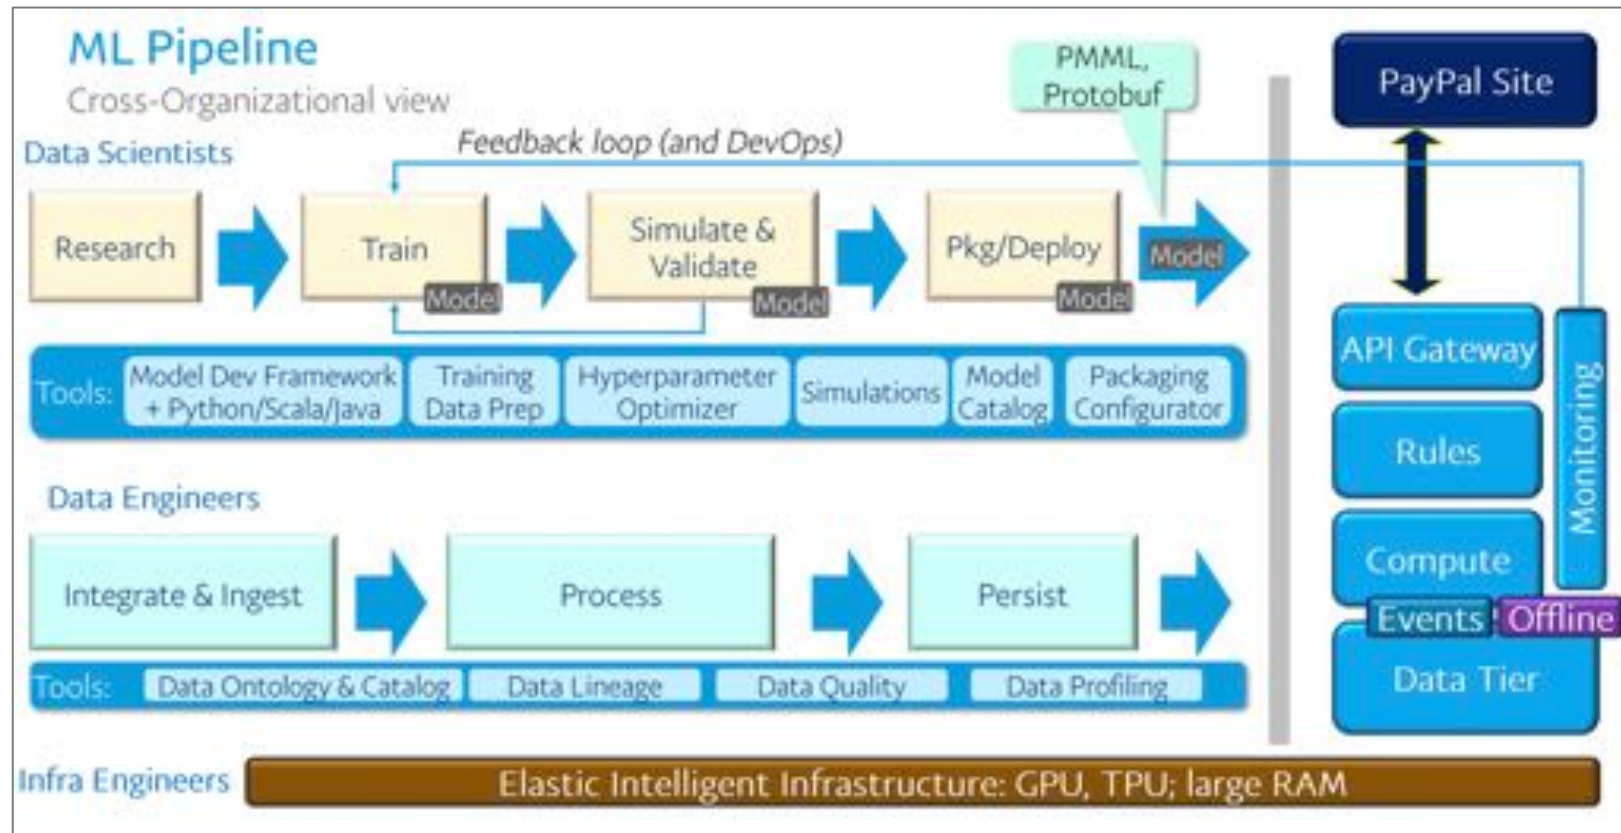 ML Pipeline
Cross-Organizational view
PMML,
Protobuf
PayPal Site
Feedback loop (and DevOps)
Data Scientists
Research
Train
Model
Simulate &
Validate
Model
Pkg/Deploy
Model
Model
API Gateway
Rules
Compute
Monitoring
Events
Offline
Data Tier
Tools:
Model Dev Framework
+ Python/Scala/Java
Training
Data Prep
Hyperparameter
Optimizer
Simulations
Model
Catalog
Packaging
Configurator
Data Engineers
Integrate & Ingest
Process
Persist
Tools:
Data Ontology & Catalog
Data Lineage
Data Quality
Data Profiling
Infra Engineers
Elastic Intelligent Infrastructure: GPU, TPU; large RAM